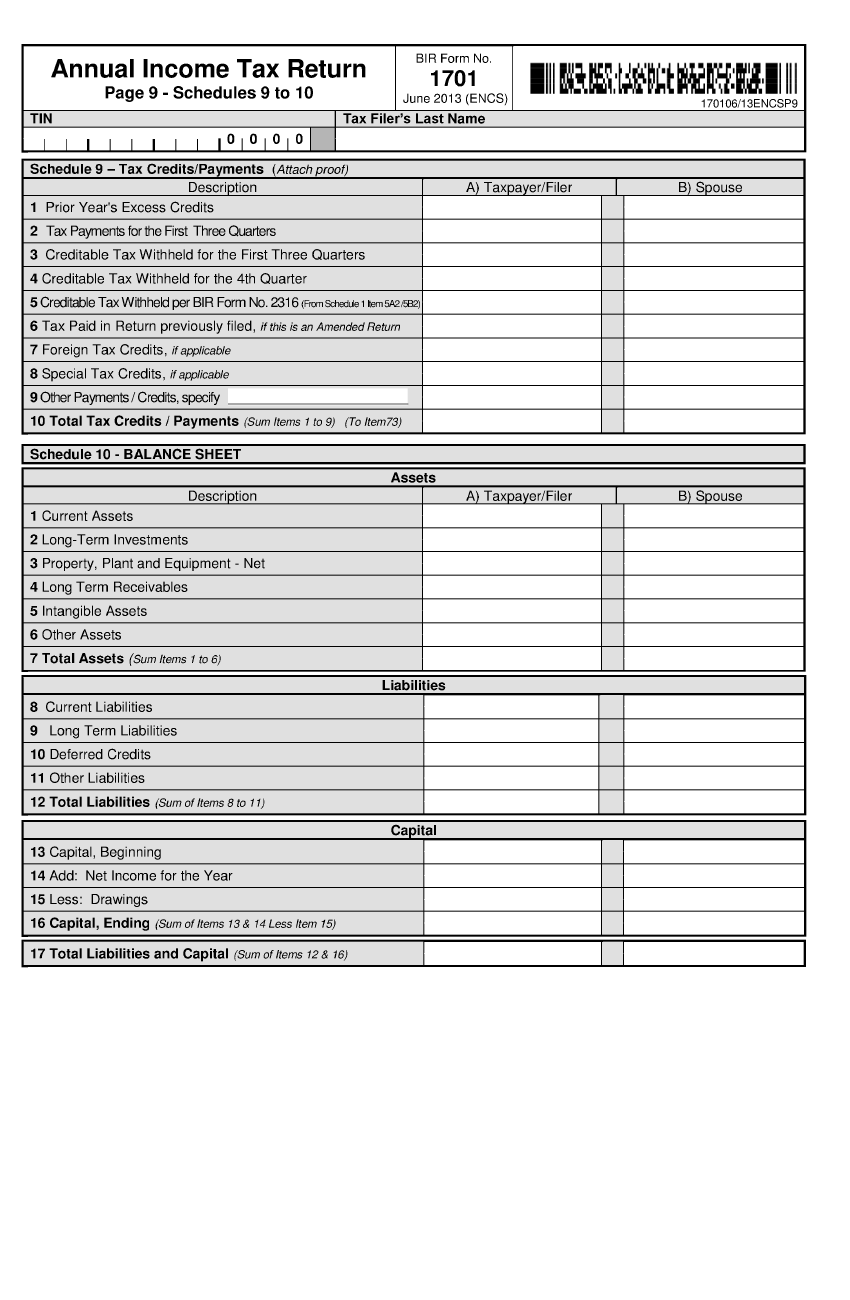 Annual Income Tax Return
Page 9 - Schedules 9 to 10
BIR Form No.
1701
June 2013 (ENCS)
170106/13ENCSP9
TIN
Tax Filer's Last Name
0 0 0 0
Schedule 9 – Tax Credits/Payments (Attach proof)
Description A) Taxpayer/Filer B) Spouse
1 Prior Year's Excess Credits
2 Tax Payments for the First Three Quarters
3 Creditable Tax Withheld for the First Three Quarters
4 Creditable Tax Withheld for the 4th Quarter
5 Creditable Tax Withheld per BIR Form No. 2316 (From Schedule 1 Item 5A2/5B2)
6 Tax Paid in Return previously filed, if this is an Amended Return
7 Foreign Tax Credits, if applicable
8 Special Tax Credits, if applicable
9 Other Payments / Credits, specify
10 Total Tax Credits / Payments (Sum Items 1 to 9) (To Item73)
Schedule 10 - BALANCE SHEET
Assets
Description A) Taxpayer/Filer B) Spouse
1 Current Assets
2 Long-Term Investments
3 Property, Plant and Equipment - Net
4 Long Term Receivables
5 Intangible Assets
6 Other Assets
7 Total Assets (Sum Items 1 to 6)
Liabilities
8 Current Liabilities
9 Long Term Liabilities
10 Deferred Credits
11 Other Liabilities
12 Total Liabilities (Sum of Items 8 to 11)
Capital
13 Capital, Beginning
14 Add: Net Income for the Year
15 Less: Drawings
16 Capital, Ending (Sum of Items 13 & 14 Less Item 15)
17 Total Liabilities and Capital (Sum of Items 12 & 16)